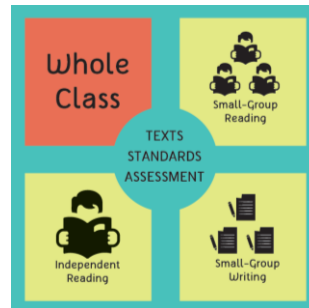 Whole
Class
Small-Group
Reading
TEXTS
STANDARDS
ASSESSMENT
Independent
Reading
Small-Group
Writing